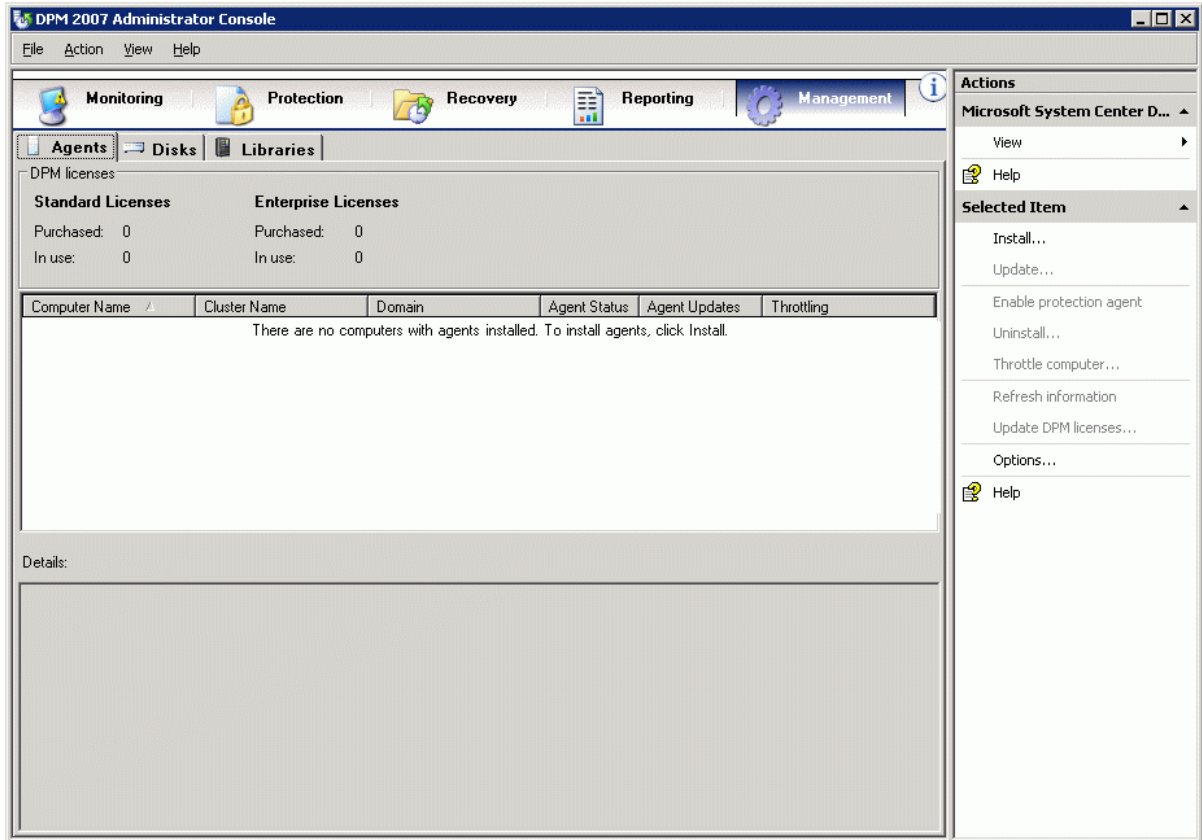 DPM 2007 Administrator Console
File Action View Help
Monitoring Protection Recovery Reporting Management
Agents Disks Libraries
DPM licenses
Standard Licenses Enterprise Licenses
Purchased: 0 Purchased: 0
In use: 0 In use: 0
Computer Name Cluster Name Domain Agent Status Agent Updates Throttling
There are no computers with agents installed. To install agents, click Install.
Details:
Actions
Microsoft System Center D...
View
Help
Selected Item
Install...
Update...
Enable protection agent
Uninstall...
Throttle computer...
Refresh information
Update DPM licenses...
Options...
Help